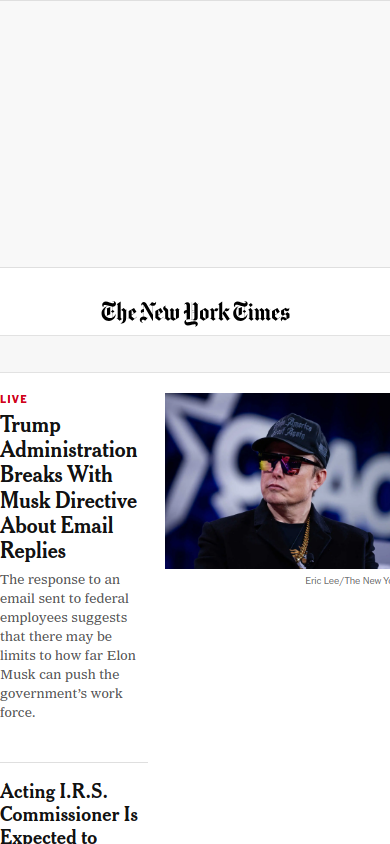 The New York Times
LIVE
Trump
Administration
Breaks With
Musk Directive
About Email
Replies
The response to an
email sent to federal
employees suggests
that there may be
limits to how far Elon
Musk can push the
government's work
force.
Eric Lee/The New Yo
Acting I.R.S.
Commissioner Is
Expected to